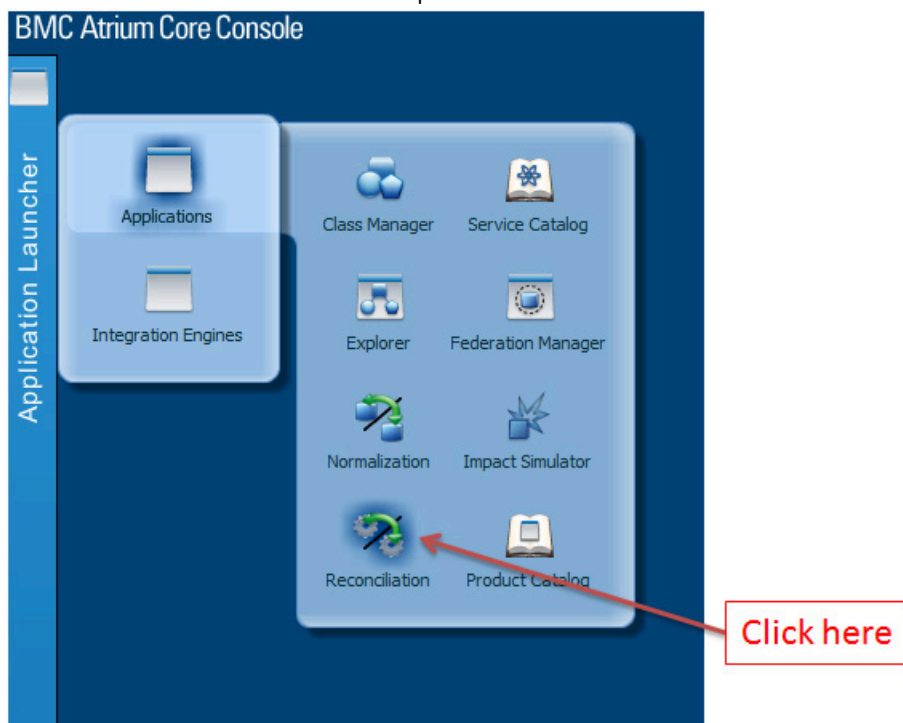 BMC Atrium Core Console
Application Launcher
Applications
Integration Engines
Class Manager
Service Catalog
Explorer
Federation Manager
Normalization
Impact Simulator
Reconciliation
Product Catalog
Click here